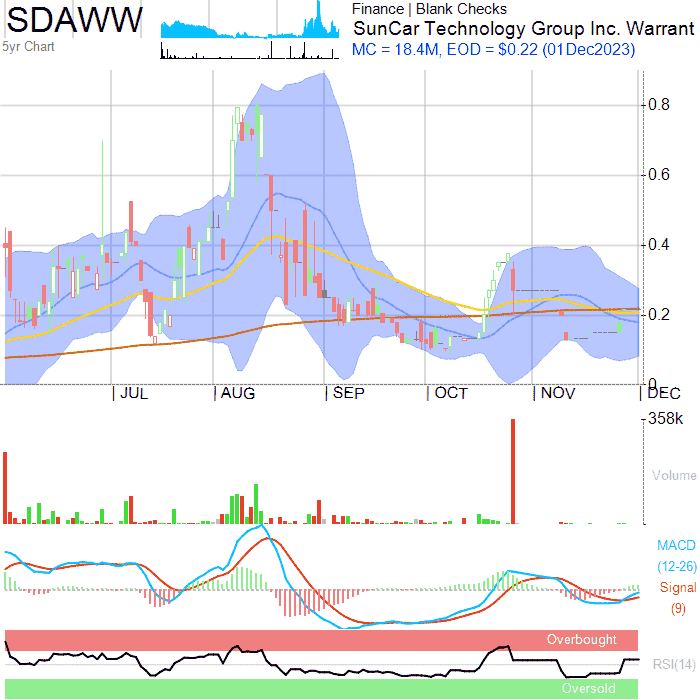 SDAWW
5yr Chart
Finance | Blank Checks
SunCar Technology Group Inc. Warrant
MC = 18.4M, EOD = $0.22 (01Dec2023)
0.8
0.6
0.4
0.2
0
JUL AUG SEP OCT NOV DEC
358k
Volume
MACD
(12-26)
Signal
(9)
Overbought
RSI(14)
Oversold